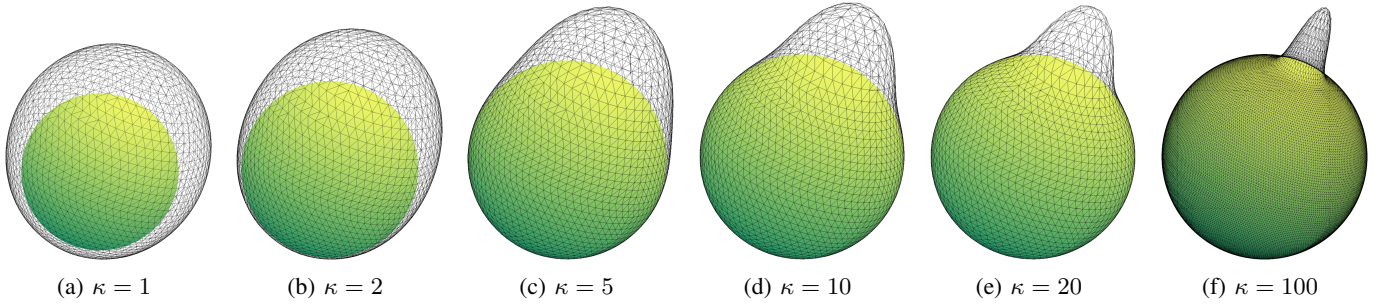 (a) κ = 1
(b) κ = 2
(c) κ = 5
(d) κ = 10
(e) κ = 20
(f) κ = 100